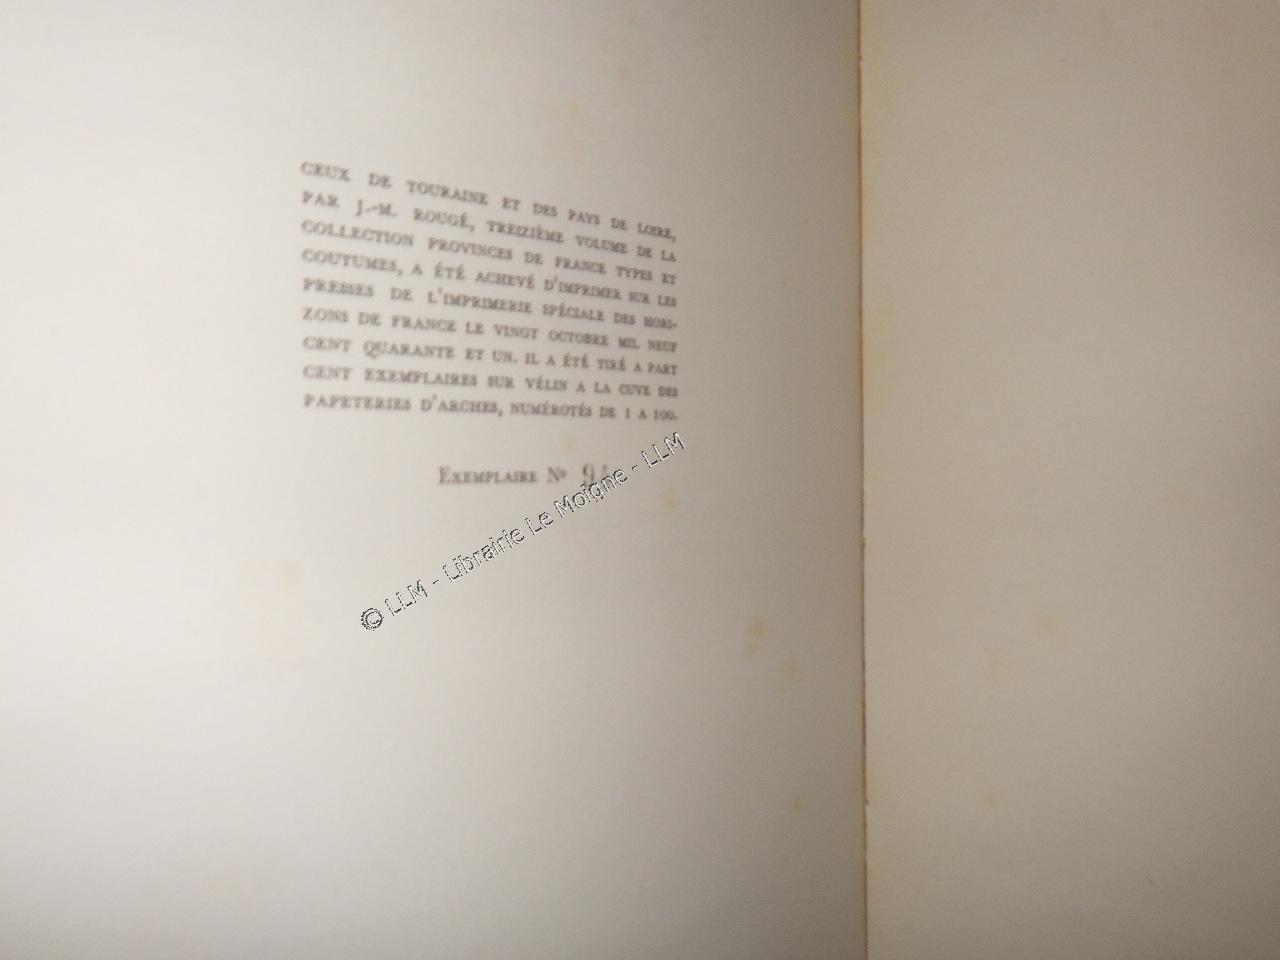 CEUX DE TOURAINE ET DES PAYS DE LOIRE,
PAR J.-M. ROUGÉ, TREIZIÈME VOLUME DE LA
COLLECTION PROVINCES DE FRANCE TYPES ET
COUTUMES, A ÉTÉ ACHEVÉ D'IMPRIMER SUR LES
PRESSES DE L'IMPRIMERIE SPÉCIALE DES HORI-
ZONS DE FRANCE LE VINGT OCTOBRE MIL NEUF
CENT QUARANTE ET UN. IL A ÉTÉ TIRÉ A PART
CENT EXEMPLAIRES SUR VÉLIN A LA CUVE DES
PAPETERIES D'ARCHES, NUMÉROTÉS DE 1 A 100.
EXEMPLAIRE Nº
© LLM - Librairie Le Moigne - LLM